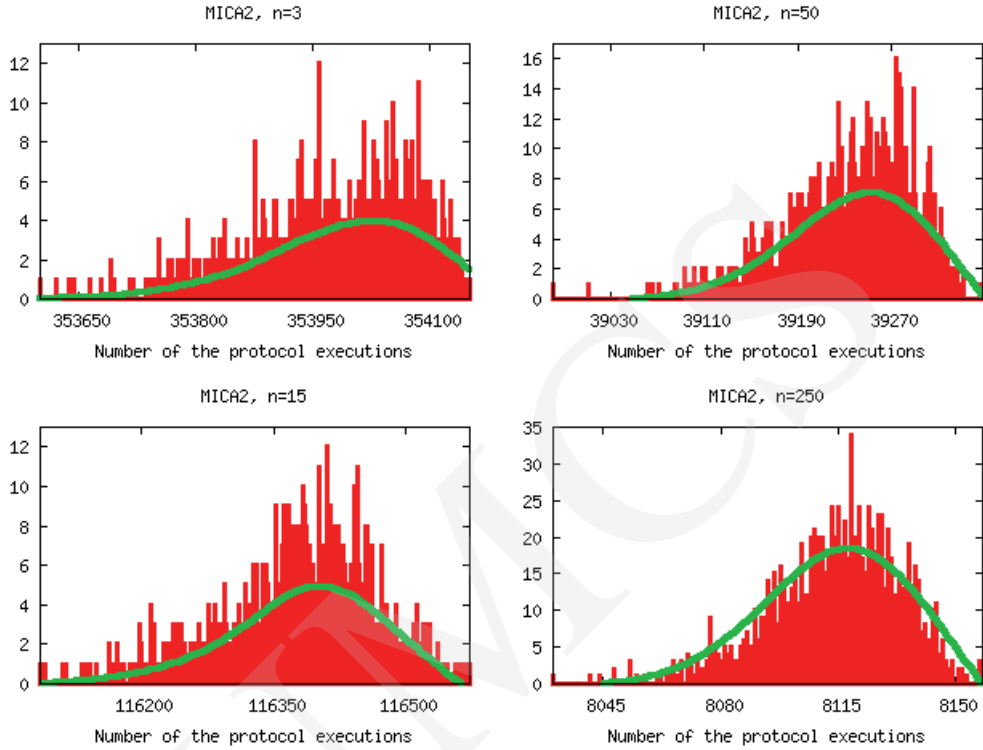 MICA2, n=3
12
10
8
6
4
2
0
353650 353800 353950 354100
Number of the protocol executions
MICA2, n=50
16
14
12
10
8
6
4
2
0
39030 39110 39190 39270
Number of the protocol executions
MICA2, n=15
12
10
8
6
4
2
0
116200 116350 116500
Number of the protocol executions
MICA2, n=250
35
30
25
20
15
10
5
0
8045 8080 8115 8150
Number of the protocol executions